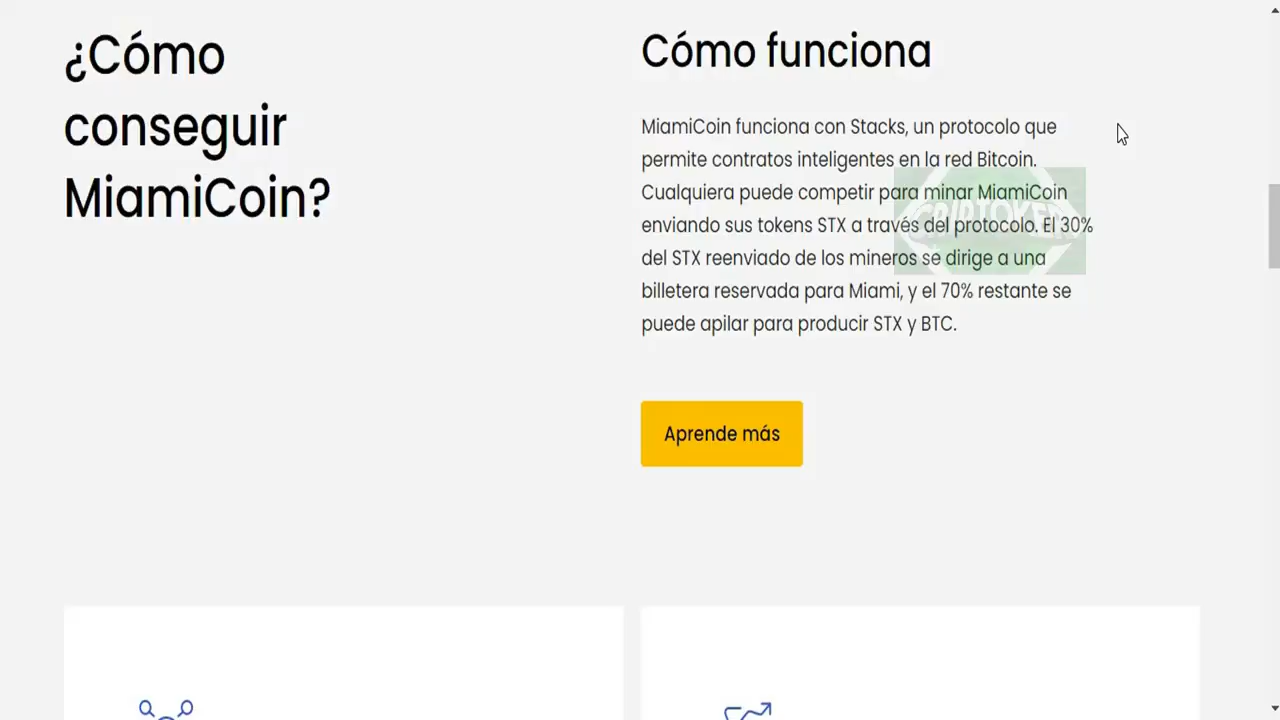 ¿Cómo
conseguir
MiamiCoin?
Cómo funciona
MiamiCoin funciona con Stacks, un protocolo que
permite contratos inteligentes en la red Bitcoin.
Cualquiera puede competir para minar MiamiCoin
enviando sus tokens STX a través del protocolo. El 30%
del STX reenviado de los mineros se dirige a una
billetera reservada para Miami, y el 70% restante se
puede apilar para producir STX y BTC.
Aprende más